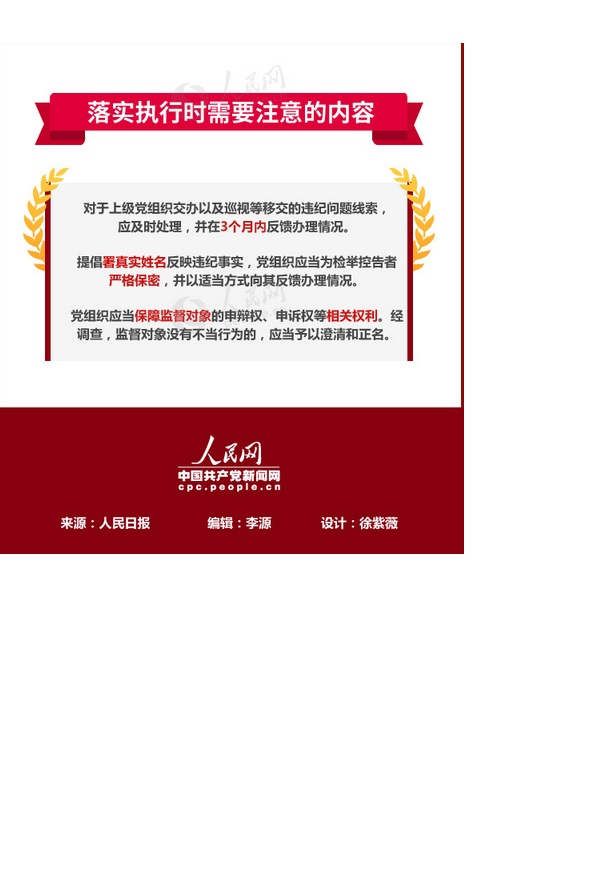 人民网
落实执行时需要注意的内容
对于上级党组织交办以及巡视等移交的违纪问题线索，
应及时处理，并在3个月内反馈办理情况。
提倡署真实姓名反映违纪事实，党组织应当为检举控告者
严格保密，并以适当方式向其反馈办理情况。
人民网
党组织应当保障监督对象的申辩权、申诉权等相关权利。经
调查，监督对象没有不当行为的，应当予以澄清和正名。
人民网
中国共产党新闻网
cpc.people.cn
来源：人民日报 编辑：李源 设计：徐紫薇